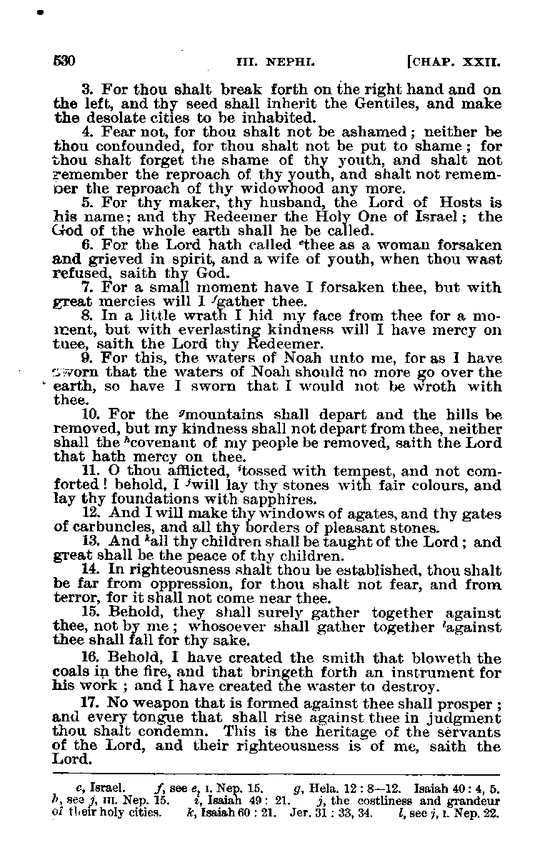 530 III. NEPHI. [CHAP. XXII.
3. For thou shalt break forth on the right hand and on
the left, and thy seed shall inherit the Gentiles, and make
the desolate cities to be inhabited.
4. Fear not, for thou shalt not be ashamed; neither be
thou confounded, for thou shalt not be put to shame; for
thou shalt forget the shame of thy youth, and shalt not
remember the reproach of thy youth, and shalt not remem-
ber the reproach of thy widowhood any more.
5. For thy maker, thy husband, the Lord of Hosts is
his name; and thy Redeemer the Holy One of Israel; the
God of the whole earth shall he be called.
6. For the Lord hath called ethee as a woman forsaken
and grieved in spirit, and a wife of youth, when thou wast
refused, saith thy God.
7. For a small moment have I forsaken thee, but with
great mercies will I fgather thee.
8. In a little wrath I hid my face from thee for a mo-
ment, but with everlasting kindness will I have mercy on
thee, saith the Lord thy Redeemer.
9. For this, the waters of Noah unto me, for as I have
sworn that the waters of Noah should no more go over the
earth, so have I sworn that I would not be wroth with
thee.
10. For the gmountains shall depart and the hills be
removed, but my kindness shall not depart from thee, neither
shall the hcovenant of my people be removed, saith the Lord
that hath mercy on thee.
11. O thou afflicted, itossed with tempest, and not com-
forted! behold, I jwill lay thy stones with fair colours, and
lay thy foundations with sapphires.
12. And I will make thy windows of agates, and thy gates
of carbuncles, and all thy borders of pleasant stones.
13. And kall thy children shall be taught of the Lord; and
great shall be the peace of thy children.
14. In righteousness shalt thou be established, thou shalt
be far from oppression, for thou shalt not fear, and from
terror, for it shall not come near thee.
15. Behold, they shall surely gather together against
thee, not by me; whosoever shall gather together lagainst
thee shall fall for thy sake.
16. Behold, I have created the smith that bloweth the
coals in the fire, and that bringeth forth an instrument for
his work; and I have created the waster to destroy.
17. No weapon that is formed against thee shall prosper;
and every tongue that shall rise against thee in judgment
thou shalt condemn. This is the heritage of the servants
of the Lord, and their righteousness is of me, saith the
Lord.
e, Israel. f, see e, I. Nep. 15. g, Hela. 12: 8—12. Isaiah 40: 4, 5.
h, see j, III. Nep. 15. i, Isaiah 49: 21. j, the costliness and grandeur
of their holy cities. k, Isaiah 60: 21. Jer. 31: 33, 34. l, see j, I. Nep. 22.